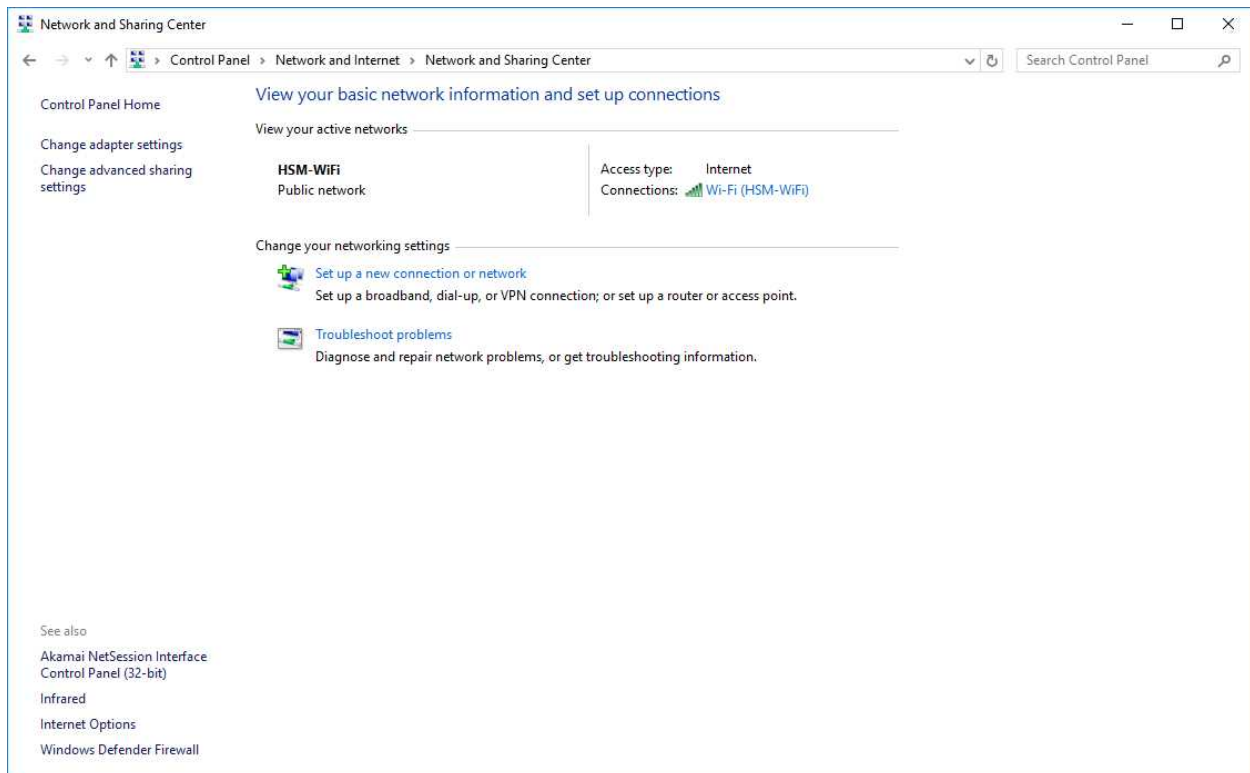 Network and Sharing Center
Control Panel > Network and Internet > Network and Sharing Center
Search Control Panel
Control Panel Home
Change adapter settings
Change advanced sharing
settings
View your basic network information and set up connections
View your active networks
HSM-WiFi
Public network
Access type: Internet
Connections: Wi-Fi (HSM-WiFi)
Change your networking settings
Set up a new connection or network
Set up a broadband, dial-up, or VPN connection; or set up a router or access point.
Troubleshoot problems
Diagnose and repair network problems, or get troubleshooting information.
See also
Akamai NetSession Interface
Control Panel (32-bit)
Infrared
Internet Options
Windows Defender Firewall